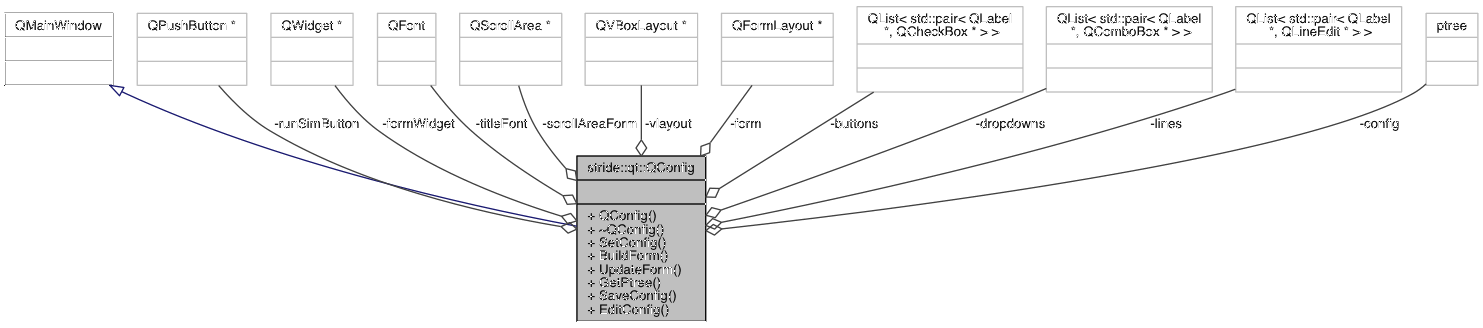 QMainWindow
QPushButton *
QWidget *
QFont
QScrollArea *
QVBoxLayout *
QFormLayout *
QList< std::pair< QLabel
*, QCheckBox * > >
QList< std::pair< QLabel
*, QComboBox * > >
QList< std::pair< QLabel
*, QLineEdit * > >
ptree
-runSimButton
-formWidget
-titleFont
-scrollAreaForm
-vlayout
-form
-buttons
-dropdowns
-lines
-config
stride::qt::QConfig
+ QConfig()
+ ~QConfig()
+ SetConfig()
+ BuildForm()
+ UpdateForm()
+ GetPtree()
+ SaveConfig()
+ EditConfig()